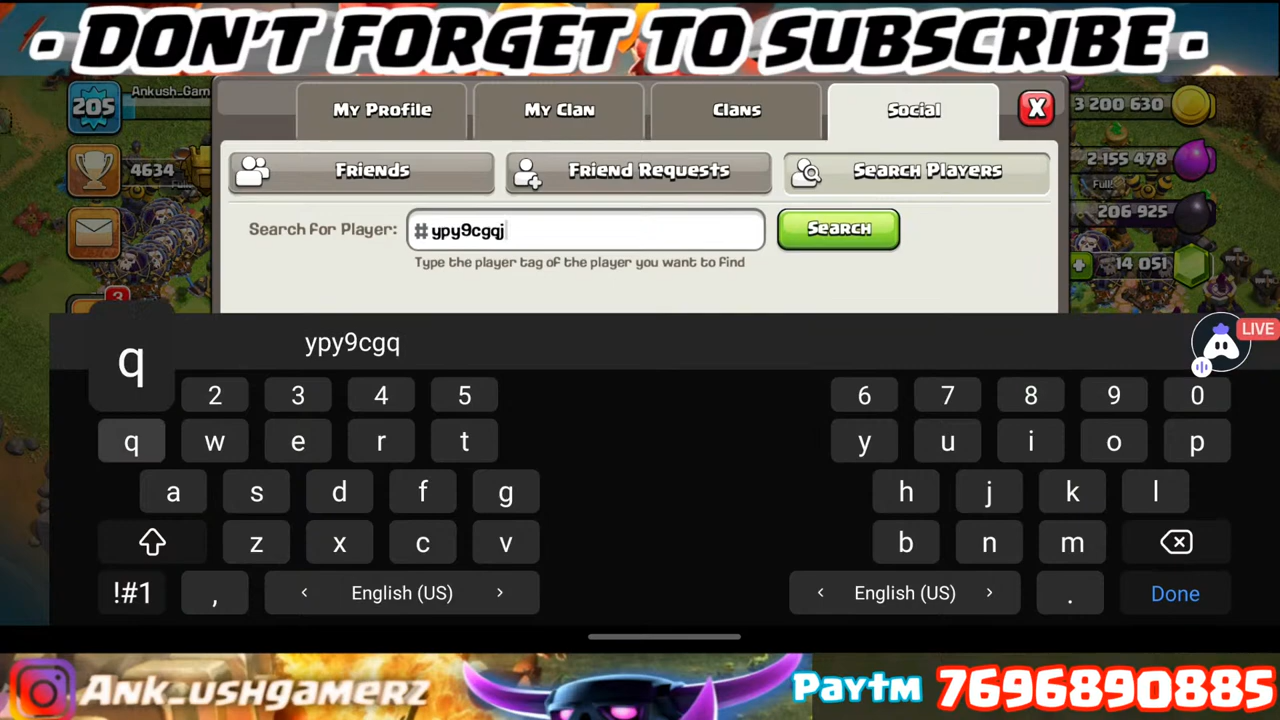 - DON'T FORGET TO SUBSCRIBE -
205
Ankush_Gam
My Profile
My Clan
Clans
Social
X
3 200 630
4634
Friends
Friend Requests
Search Players
2 155 478
Full!
206 925
Search For Player:
# ypy9cgqj
Search
Type the player tag of the player you want to find
14 051
3
LIVE
q
ypy9cgq
2 3 4 5 6 7 8 9 0
q w e r t y u i o p
a s d f g h j k l
z x c v b n m
!#1 , < English (US) > < English (US) > . Done
Ank_ushgamerz
Paytm 7696890885